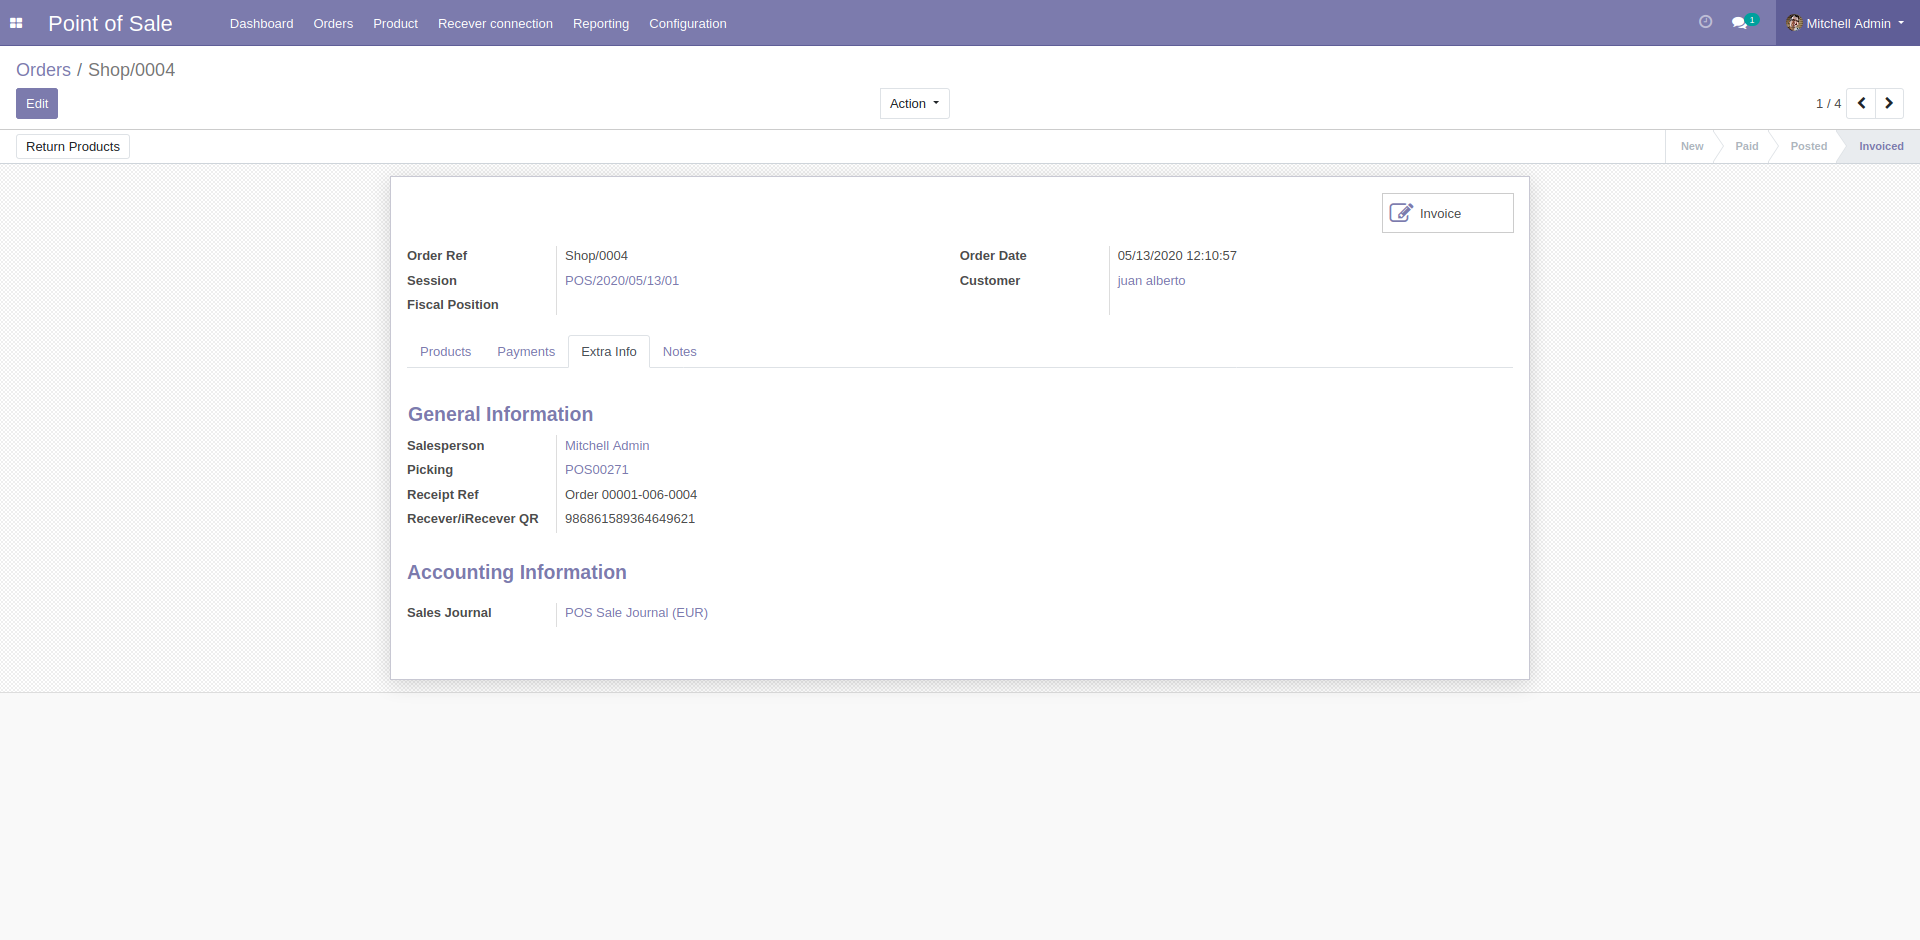 Point of Sale Dashboard Orders Product Recever connection Reporting Configuration 1 Mitchell Admin
Orders / Shop/0004
Edit Action 1 / 4
Return Products New Paid Posted Invoiced
Invoice
Order Ref Shop/0004 Order Date 05/13/2020 12:10:57
Session POS/2020/05/13/01 Customer juan alberto
Fiscal Position
Products Payments Extra Info Notes
General Information
Salesperson Mitchell Admin
Picking POS00271
Receipt Ref Order 00001-006-0004
Recever/iRecever QR 986861589364649621
Accounting Information
Sales Journal POS Sale Journal (EUR)